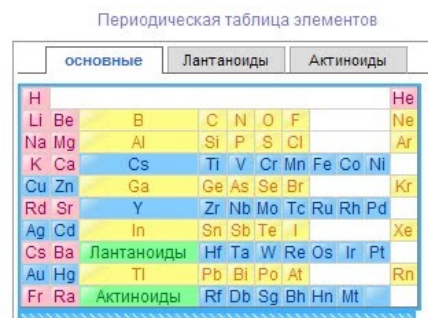 Периодическая таблица элементов
основные Лантаноиды Актиноиды
H He
Li Be B C N O F Ne
Na Mg Al Si P S Cl Ar
K Ca Cs Ti V Cr Mn Fe Co Ni
Cu Zn Ga Ge As Se Br Kr
Rd Sr Y Zr Nb Mo Tc Ru Rh Pd
Ag Cd In Sn Sb Te I Xe
Cs Ba Лантаноиды Hf Ta W Re Os Ir Pt
Au Hg Tl Pb Bi Po At Rn
Fr Ra Актиноиды Rf Db Sg Bh Hn Mt